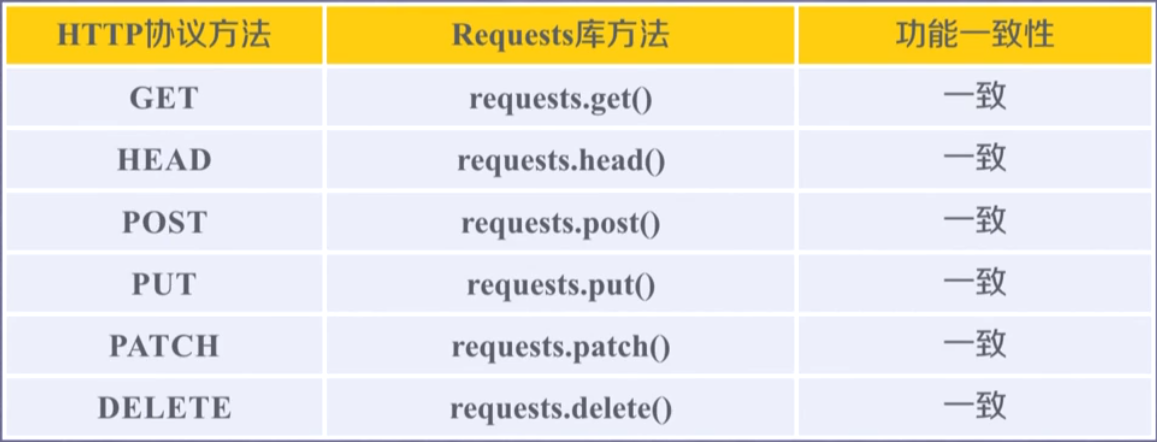 HTTP协议方法 Requests库方法 功能一致性
GET requests.get() 一致
HEAD requests.head() 一致
POST requests.post() 一致
PUT requests.put() 一致
PATCH requests.patch() 一致
DELETE requests.delete() 一致